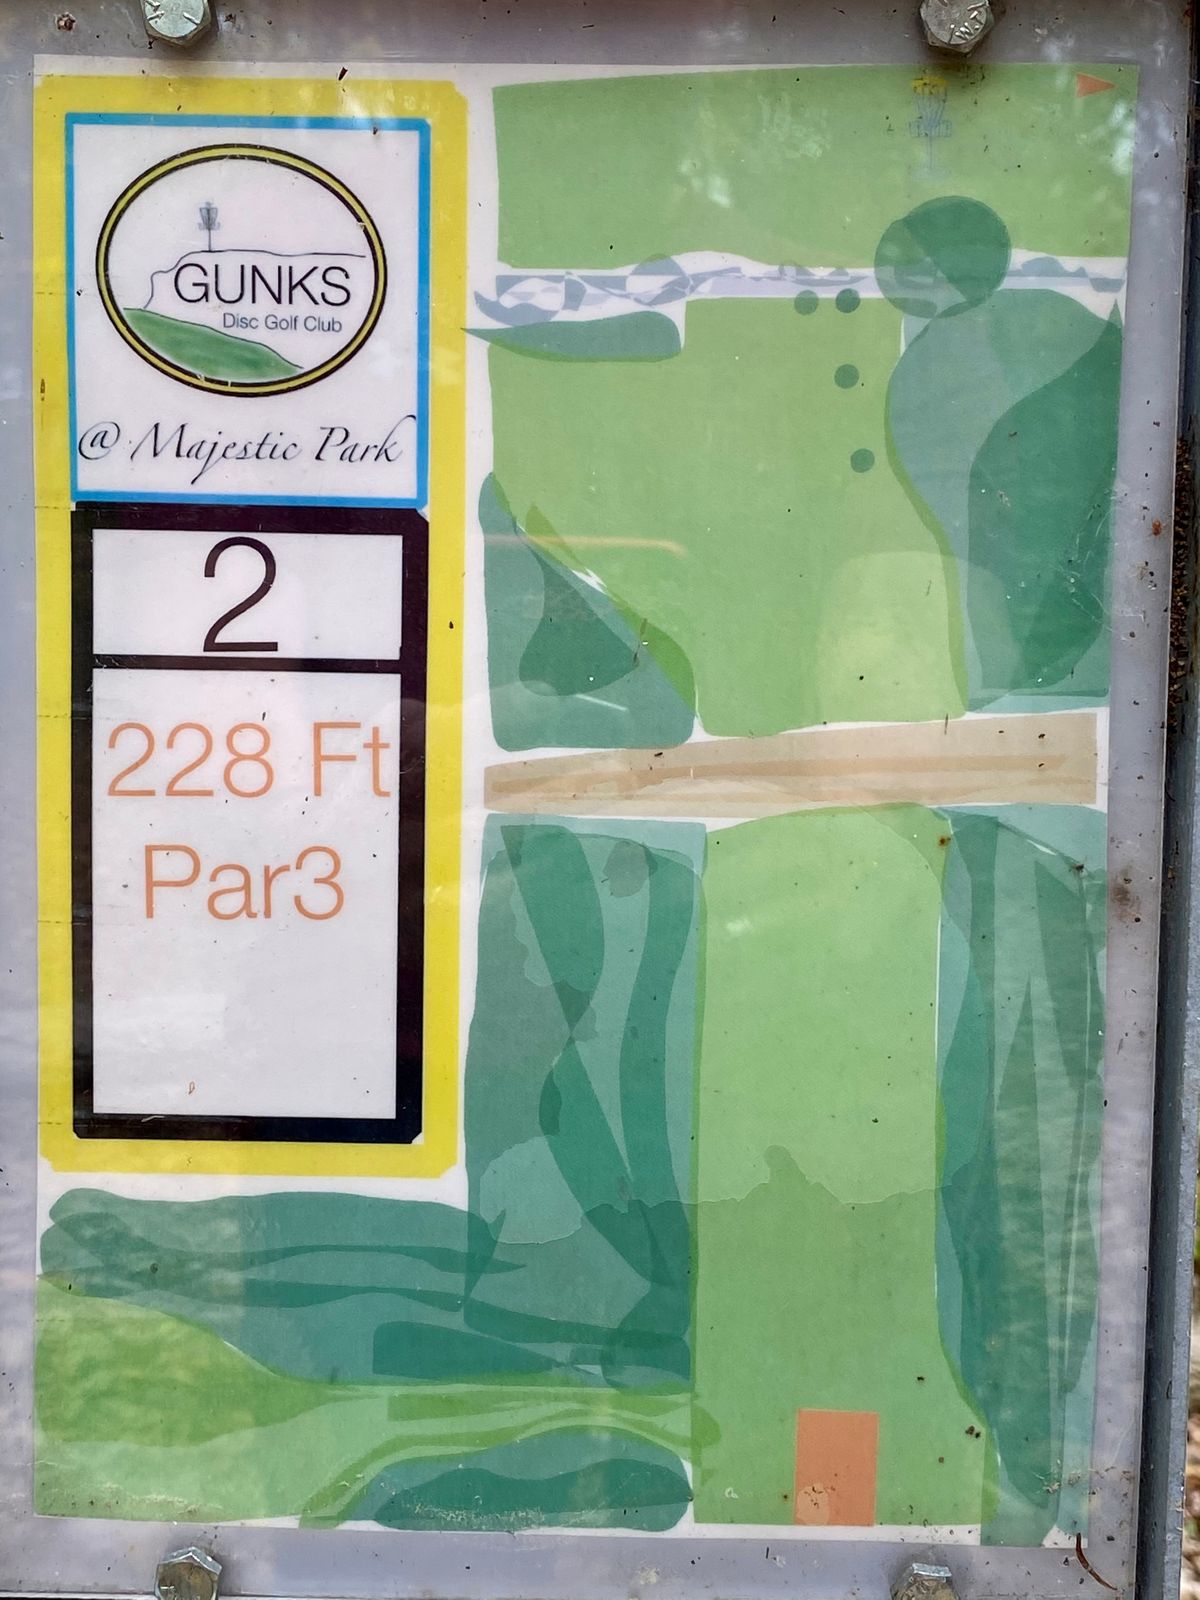 GUNKS
Disc Golf Club
@ Majestic Park
2
228 Ft
Par3